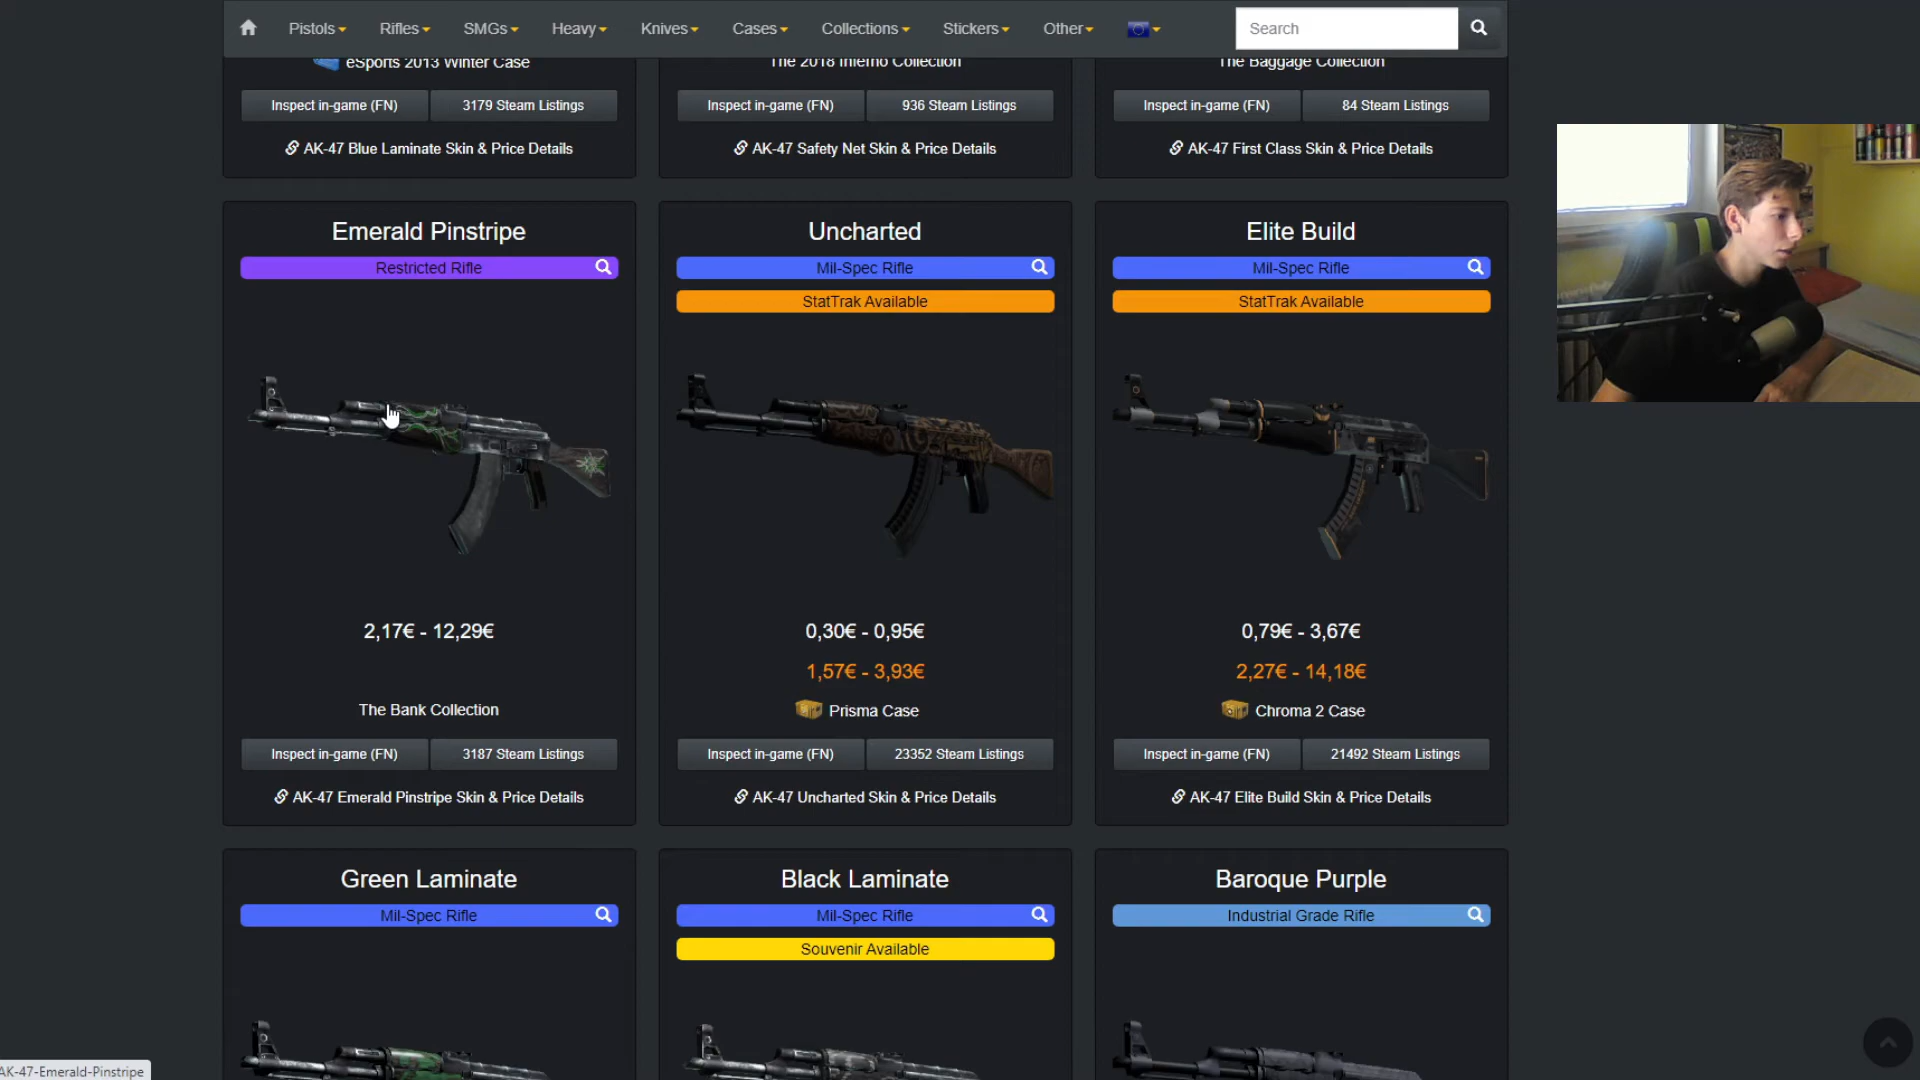 Pistols
Rifles
SMGs
Heavy
Knives
Cases
Collections
Stickers
Other
Search
eSports 2013 Winter Case
The 2018 Inferno Collection
The Baggage Collection
Inspect in-game (FN)
3179 Steam Listings
Inspect in-game (FN)
936 Steam Listings
Inspect in-game (FN)
84 Steam Listings
AK-47 Blue Laminate Skin & Price Details
AK-47 Safety Net Skin & Price Details
AK-47 First Class Skin & Price Details
Emerald Pinstripe
Restricted Rifle
2,17€ - 12,29€
The Bank Collection
Inspect in-game (FN)
3187 Steam Listings
AK-47 Emerald Pinstripe Skin & Price Details
Uncharted
Mil-Spec Rifle
StatTrak Available
0,30€ - 0,95€
1,57€ - 3,93€
Prisma Case
Inspect in-game (FN)
23352 Steam Listings
AK-47 Uncharted Skin & Price Details
Elite Build
Mil-Spec Rifle
StatTrak Available
0,79€ - 3,67€
2,27€ - 14,18€
Chroma 2 Case
Inspect in-game (FN)
21492 Steam Listings
AK-47 Elite Build Skin & Price Details
Green Laminate
Mil-Spec Rifle
Black Laminate
Mil-Spec Rifle
Souvenir Available
Baroque Purple
Industrial Grade Rifle
AK-47-Emerald-Pinstripe